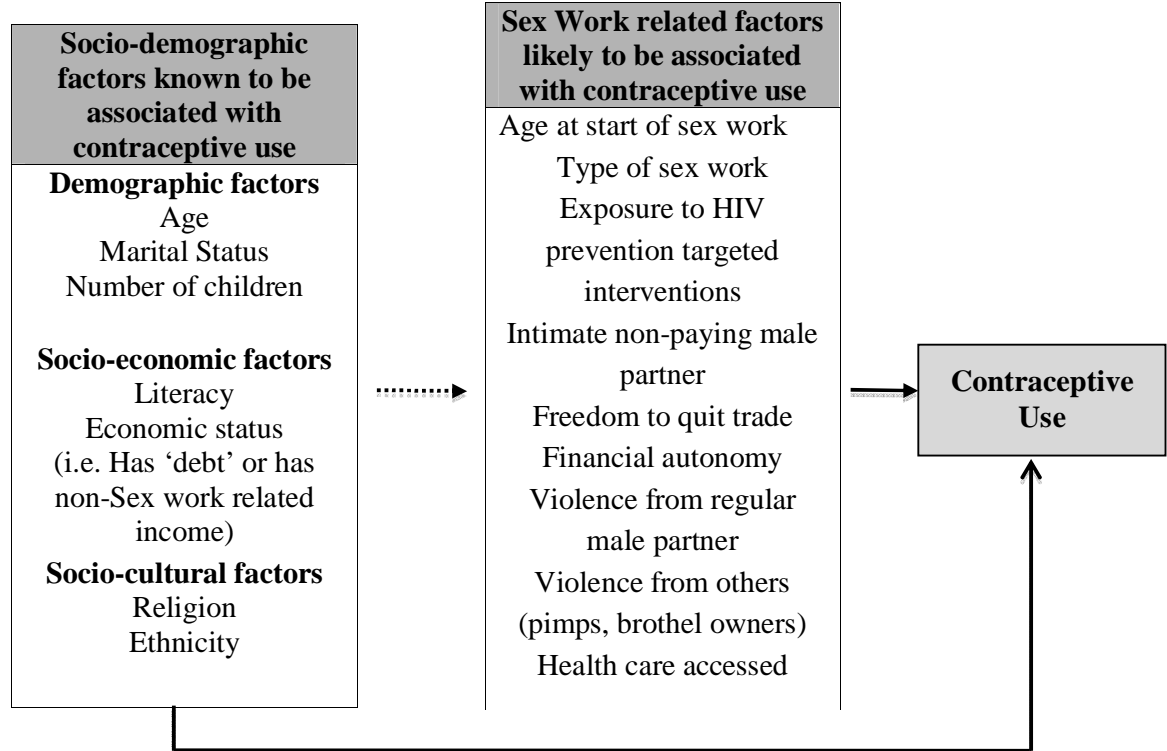 Socio-demographic
factors known to be
associated with
contraceptive use
Demographic factors
Age
Marital Status
Number of children
Socio-economic factors
Literacy
Economic status
(i.e. Has ‘debt’ or has
non-Sex work related
income)
Socio-cultural factors
Religion
Ethnicity
Sex Work related factors
likely to be associated
with contraceptive use
Age at start of sex work
Type of sex work
Exposure to HIV
prevention targeted
interventions
Intimate non-paying male
partner
Freedom to quit trade
Financial autonomy
Violence from regular
male partner
Violence from others
(pimps, brothel owners)
Health care accessed
Contraceptive
Use